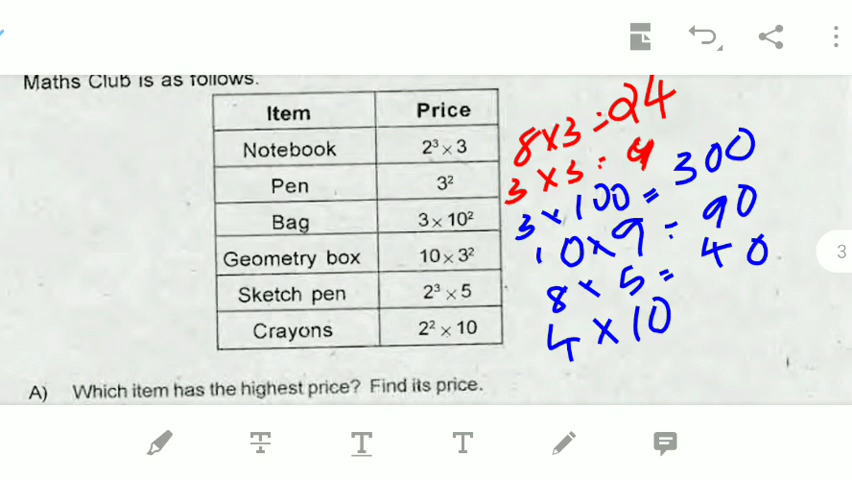 Maths Club is as follows.
Item Price
Notebook 2³ × 3 8×3 = 24
Pen 3² 3×3 = 9
Bag 3 × 10² 3×100 = 300
Geometry box 10 × 3² 10×9 = 90
Sketch pen 2³ × 5 8×5 = 40
Crayons 2² × 10 4×10
3
A) Which item has the highest price? Find its price.
T T T